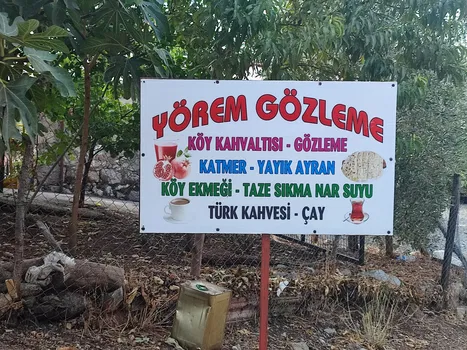 YÖREM GÖZLEME
KÖY KAHVALTISI - GÖZLEME
KATMER - YAYIK AYRAN
KÖY EKMEĞİ - TAZE SIKMA NAR SUYU
TÜRK KAHVESİ - ÇAY